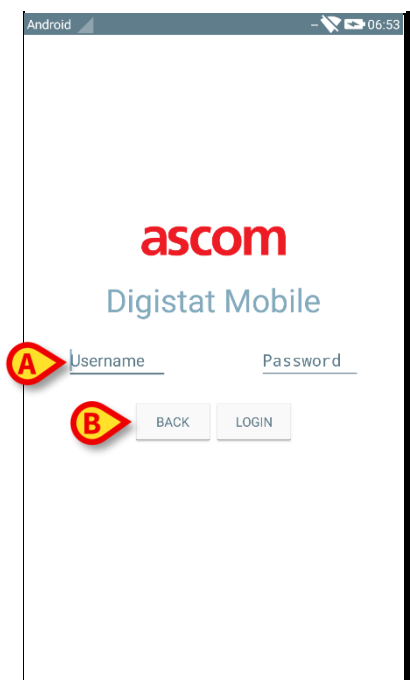 Android – 06:53
ascom
Digistat Mobile
A Username Password
B BACK LOGIN